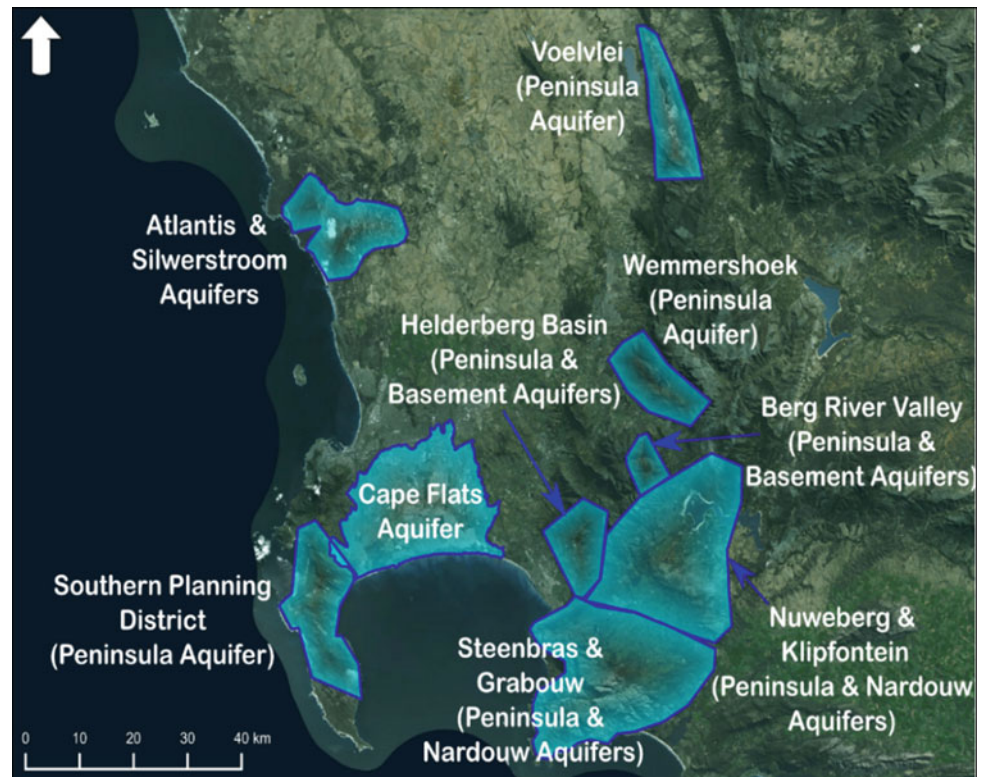 Voelvlei
(Peninsula
Aquifer)
Atlantis &
Silwerstroom
Aquifers
Wemmershoek
(Peninsula
Aquifer)
Helderberg Basin
(Peninsula &
Basement Aquifers)
Berg River Valley
(Peninsula &
Basement Aquifers)
Cape Flats
Aquifer
Southern Planning
District
(Peninsula Aquifer)
Steenbras &
Grabouw
(Peninsula &
Nardouw Aquifers)
Nuweberg &
Klipfontein
(Peninsula & Nardouw
Aquifers)
0 10 20 30 40 km